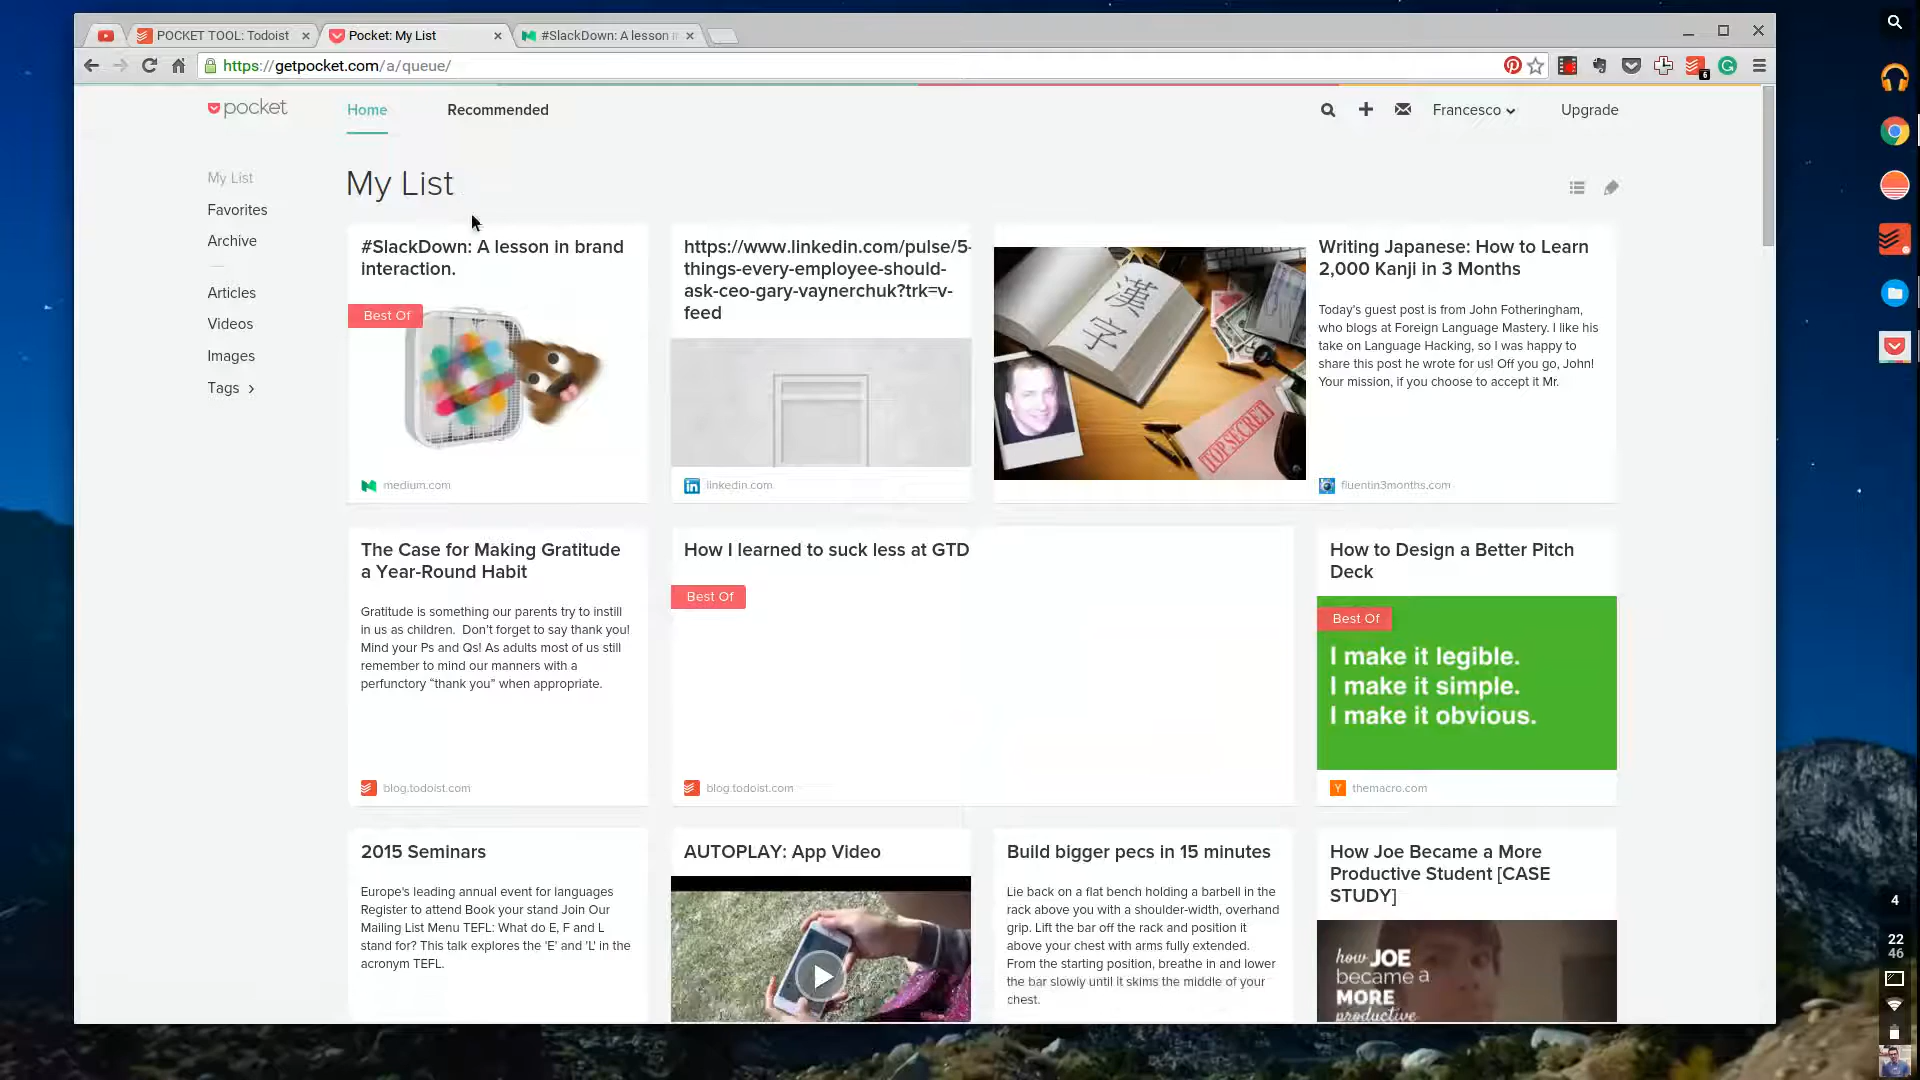 POCKET TOOL: Todoist
Pocket: My List
#SlackDown: A lesson i
https://getpocket.com/a/queue/
6
pocket
Home
Recommended
Francesco
Upgrade
My List
Favorites
Archive
Articles
Videos
Images
Tags
My List
#SlackDown: A lesson in brand
interaction.
Best Of
medium.com
https://www.linkedin.com/pulse/5-
things-every-employee-should-
ask-ceo-gary-vaynerchuk?trk=v-
feed
linkedin.com
漢
字
TOP SECRET
Writing Japanese: How to Learn
2,000 Kanji in 3 Months
Today's guest post is from John Fotheringham,
who blogs at Foreign Language Mastery. I like his
take on Language Hacking, so I was happy to
share this post he wrote for us! Off you go, John!
Your mission, if you choose to accept it Mr.
fluentin3months.com
The Case for Making Gratitude
a Year-Round Habit
Gratitude is something our parents try to instill
in us as children.  Don't forget to say thank you!
Mind your Ps and Qs! As adults most of us still
remember to mind our manners with a
perfunctory “thank you” when appropriate.
blog.todoist.com
How I learned to suck less at GTD
Best Of
blog.todoist.com
How to Design a Better Pitch
Deck
Best Of
I make it legible.
I make it simple.
I make it obvious.
Y
themacro.com
2015 Seminars
Europe's leading annual event for languages
Register to attend Book your stand Join Our
Mailing List Menu TEFL: What do E, F and L
stand for? This talk explores the 'E' and 'L' in the
acronym TEFL.
AUTOPLAY: App Video
Build bigger pecs in 15 minutes
Lie back on a flat bench holding a barbell in the
rack above you with a shoulder-width, overhand
grip. Lift the bar off the rack and position it
above your chest with arms fully extended.
From the starting position, breathe in and lower
the bar slowly until it skims the middle of your
chest.
How Joe Became a More
Productive Student [CASE
STUDY]
how JOE
became a
MORE
productive
4
22
46